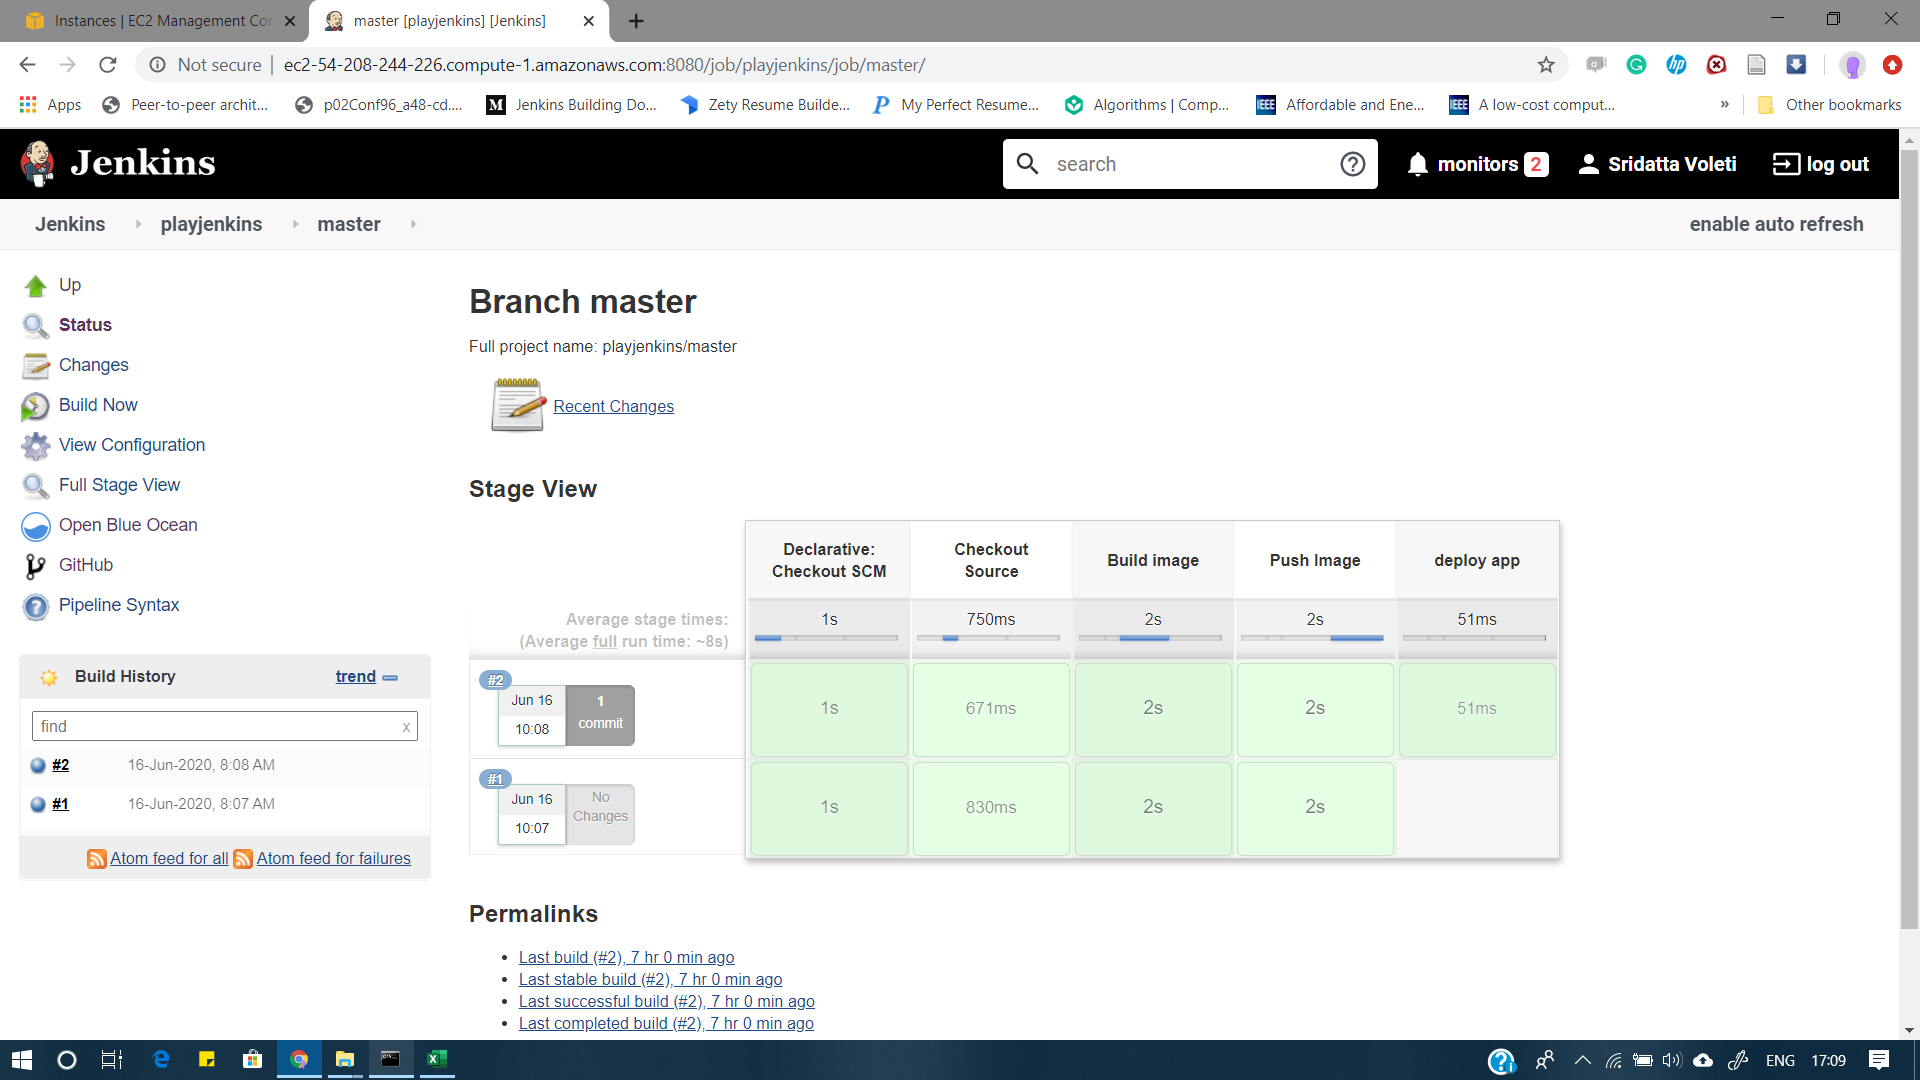 Instances | EC2 Management Con
master [playjenkins] [Jenkins]
Not secure
ec2-54-208-244-226.compute-1.amazonaws.com:8080/job/playjenkins/job/master/
Apps
Peer-to-peer archit...
p02Conf96_a48-cd....
Jenkins Building Do...
Zety Resume Builde...
My Perfect Resume...
Algorithms | Comp...
Affordable and Ene...
A low-cost comput...
»
Other bookmarks
Jenkins
search
monitors 2
Sridatta Voleti
log out
Jenkins
playjenkins
master
enable auto refresh
Up
Status
Changes
Build Now
View Configuration
Full Stage View
Open Blue Ocean
GitHub
Pipeline Syntax
Build History
trend
find
x
#2
16-Jun-2020, 8:08 AM
#1
16-Jun-2020, 8:07 AM
Atom feed for all
Atom feed for failures
Branch master
Full project name: playjenkins/master
Recent Changes
Stage View
Declarative:
Checkout SCM
Checkout
Source
Build image
Push Image
deploy app
Average stage times:
(Average full run time: ~8s)
1s
750ms
2s
2s
51ms
#2
Jun 16
10:08
1
commit
1s
671ms
2s
2s
51ms
#1
Jun 16
10:07
No
Changes
1s
830ms
2s
2s
Permalinks
Last build (#2), 7 hr 0 min ago
Last stable build (#2), 7 hr 0 min ago
Last successful build (#2), 7 hr 0 min ago
Last completed build (#2), 7 hr 0 min ago
ENG
17:09